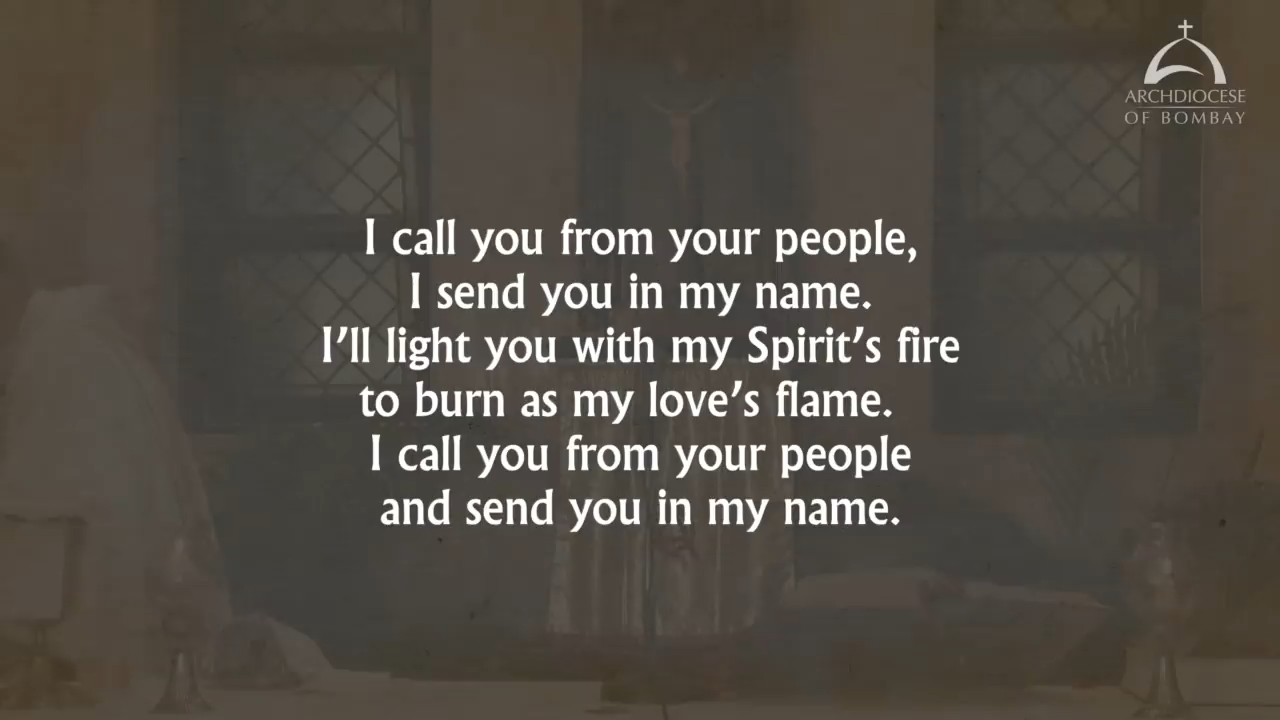 ARCHDIOCESE
OF BOMBAY
I call you from your people,
I send you in my name.
I’ll light you with my Spirit’s fire
to burn as my love’s flame.
I call you from your people
and send you in my name.